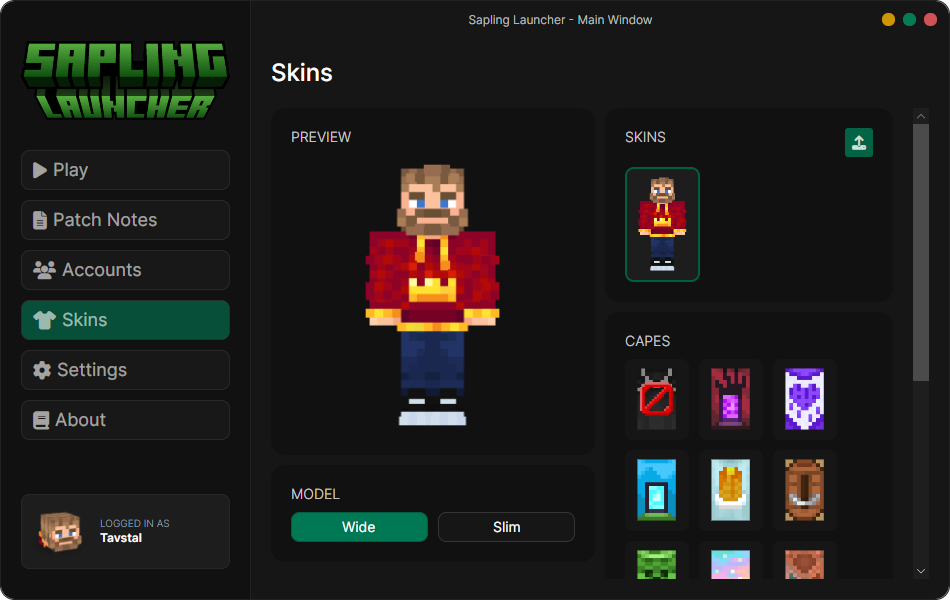 Sapling Launcher - Main Window
SAPLING
LAUNCHER
Play
Patch Notes
Accounts
Skins
Settings
About
LOGGED IN AS
Tavstal
Skins
PREVIEW
MODEL
Wide
Slim
SKINS
CAPES